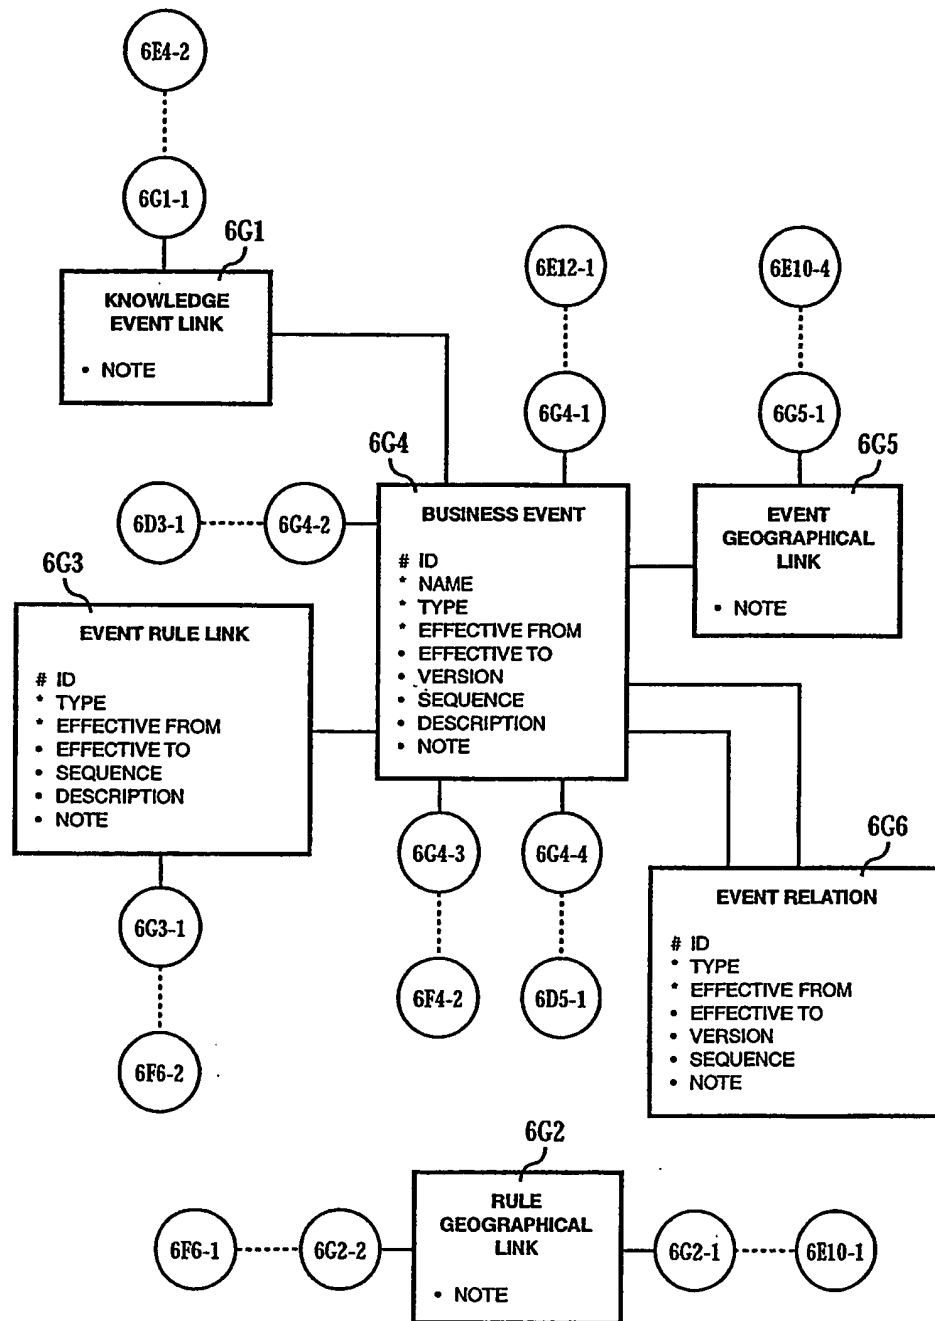 6E4-2
6G1-1
6G1
KNOWLEDGE
EVENT LINK
• NOTE
6E12-1
6E10-4
6G4-1
6G5-1
6G4
6G5
6D3-1
6G4-2
BUSINESS EVENT
# ID
* NAME
* TYPE
* EFFECTIVE FROM
• EFFECTIVE TO
• VERSION
• SEQUENCE
• DESCRIPTION
• NOTE
EVENT
GEOGRAPHICAL
LINK
• NOTE
6G3
EVENT RULE LINK
# ID
* TYPE
* EFFECTIVE FROM
• EFFECTIVE TO
• SEQUENCE
• DESCRIPTION
• NOTE
6G4-3
6G4-4
6G6
6G3-1
EVENT RELATION
# ID
* TYPE
* EFFECTIVE FROM
• EFFECTIVE TO
• VERSION
• SEQUENCE
• NOTE
6F4-2
6D5-1
6F6-2
6G2
RULE
GEOGRAPHICAL
LINK
• NOTE
6F6-1
6G2-2
6G2-1
6E10-1